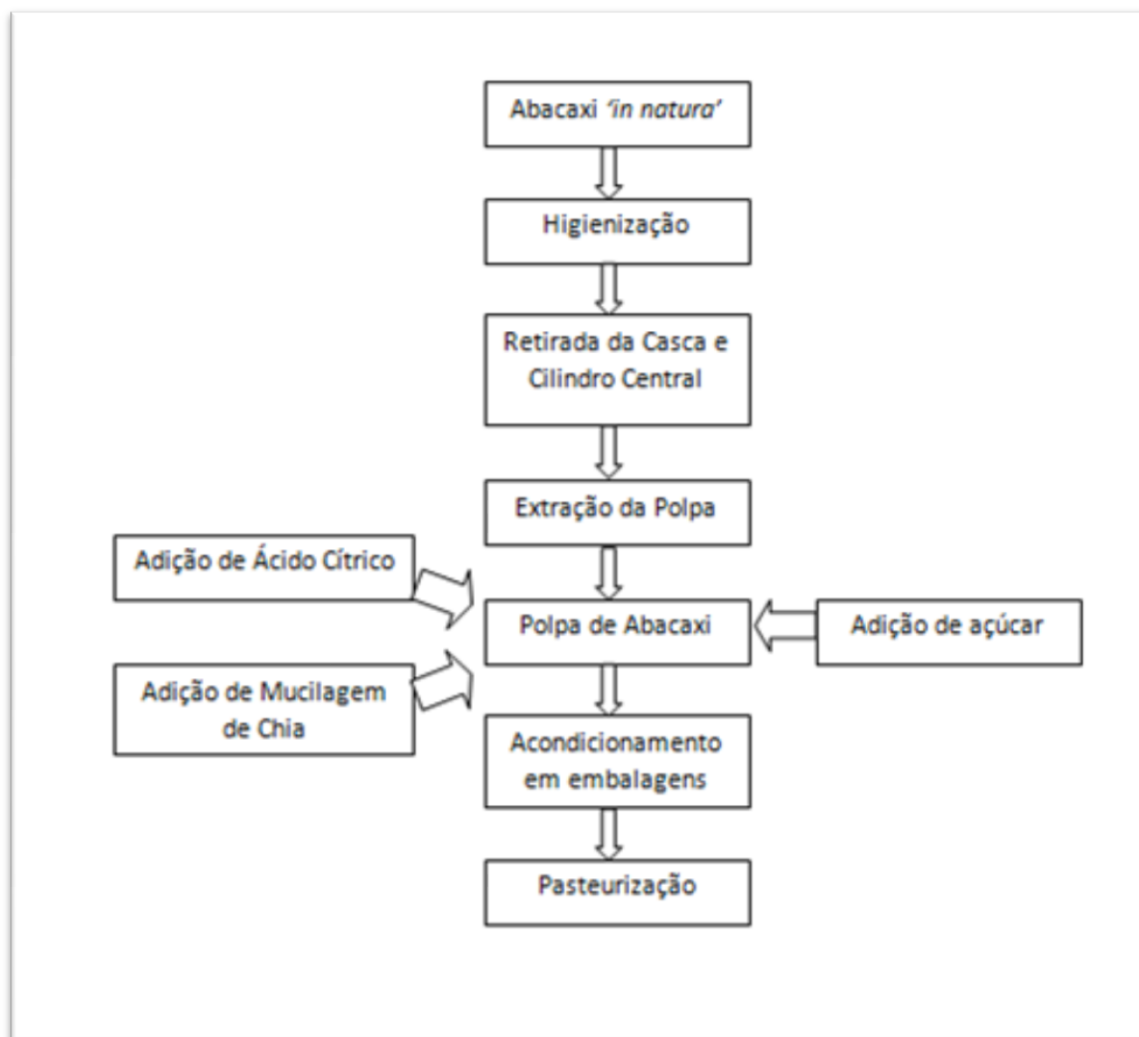 Abacaxi ‘in natura’
Higienização
Retirada da Casca e
Cilindro Central
Extração da Polpa
Adição de Ácido Cítrico
Polpa de Abacaxi
Adição de açúcar
Adição de Mucilagem
de Chia
Acondicionamento
em embalagens
Pasteurização